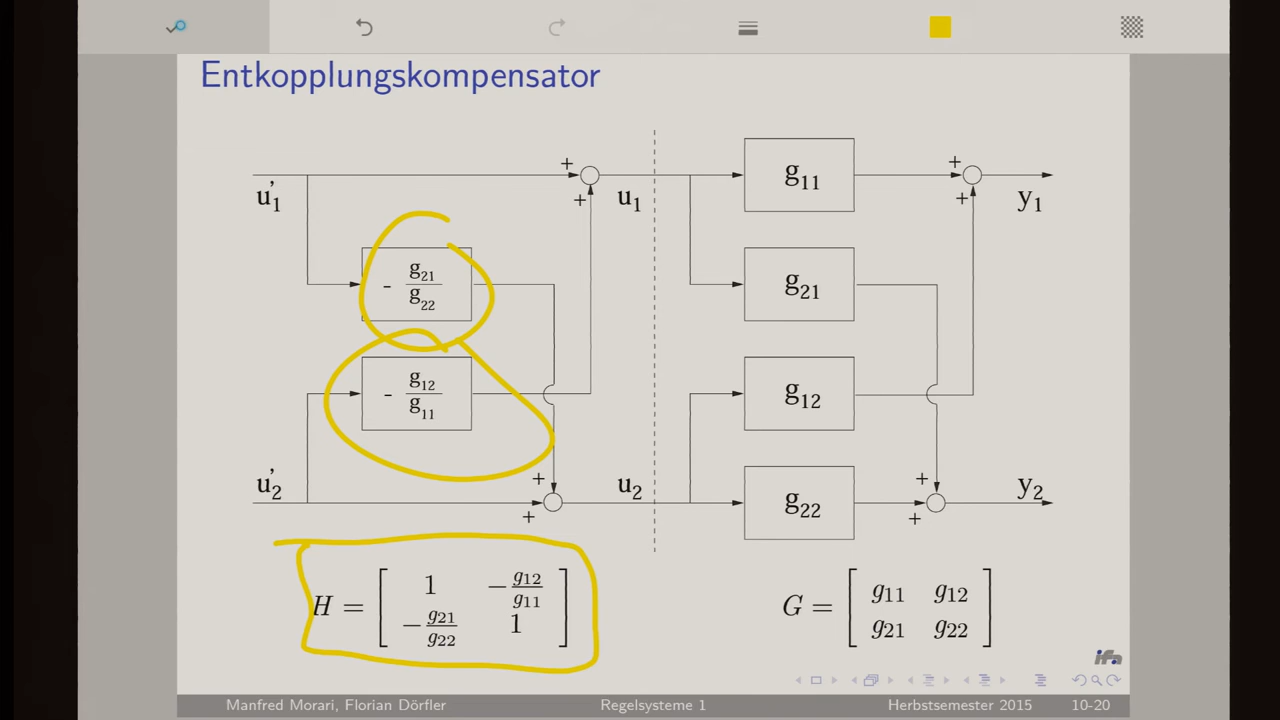 Entkopplungskompensator
u'1
+
+
u1
g11
+
+
y1
- g21/g22
g21
- g12/g11
g12
u'2
+
+
u2
g22
+
+
y2
H = [ 1 -g12/g11
-g21/g22 1 ]
G = [ g11 g12
g21 g22 ]
ifa
Manfred Morari, Florian Dörfler Regelsysteme 1 Herbstsemester 2015 10-20